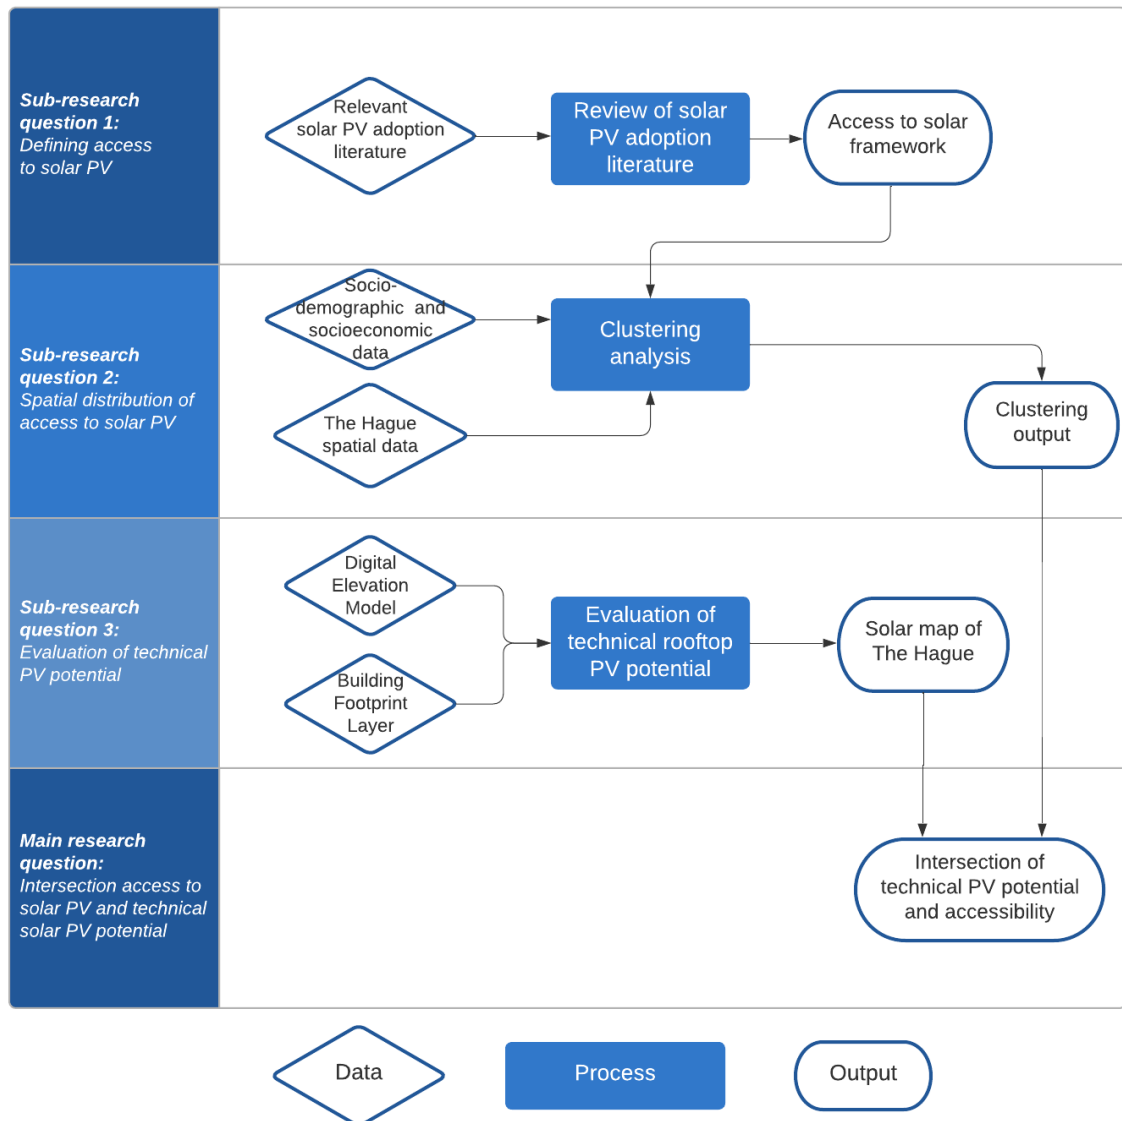 Sub-research
question 1:
Defining access
to solar PV
Relevant
solar PV adoption
literature
Review of solar
PV adoption
literature
Access to solar
framework
Sub-research
question 2:
Spatial distribution of
access to solar PV
Socio-
demographic and
socioeconomic
data
The Hague
spatial data
Clustering
analysis
Clustering
output
Sub-research
question 3:
Evaluation of technical
PV potential
Digital
Elevation
Model
Building
Footprint
Layer
Evaluation of
technical rooftop
PV potential
Solar map of
The Hague
Main research
question:
Intersection access to
solar PV and technical
solar PV potential
Intersection of
technical PV potential
and accessibility
Data
Process
Output